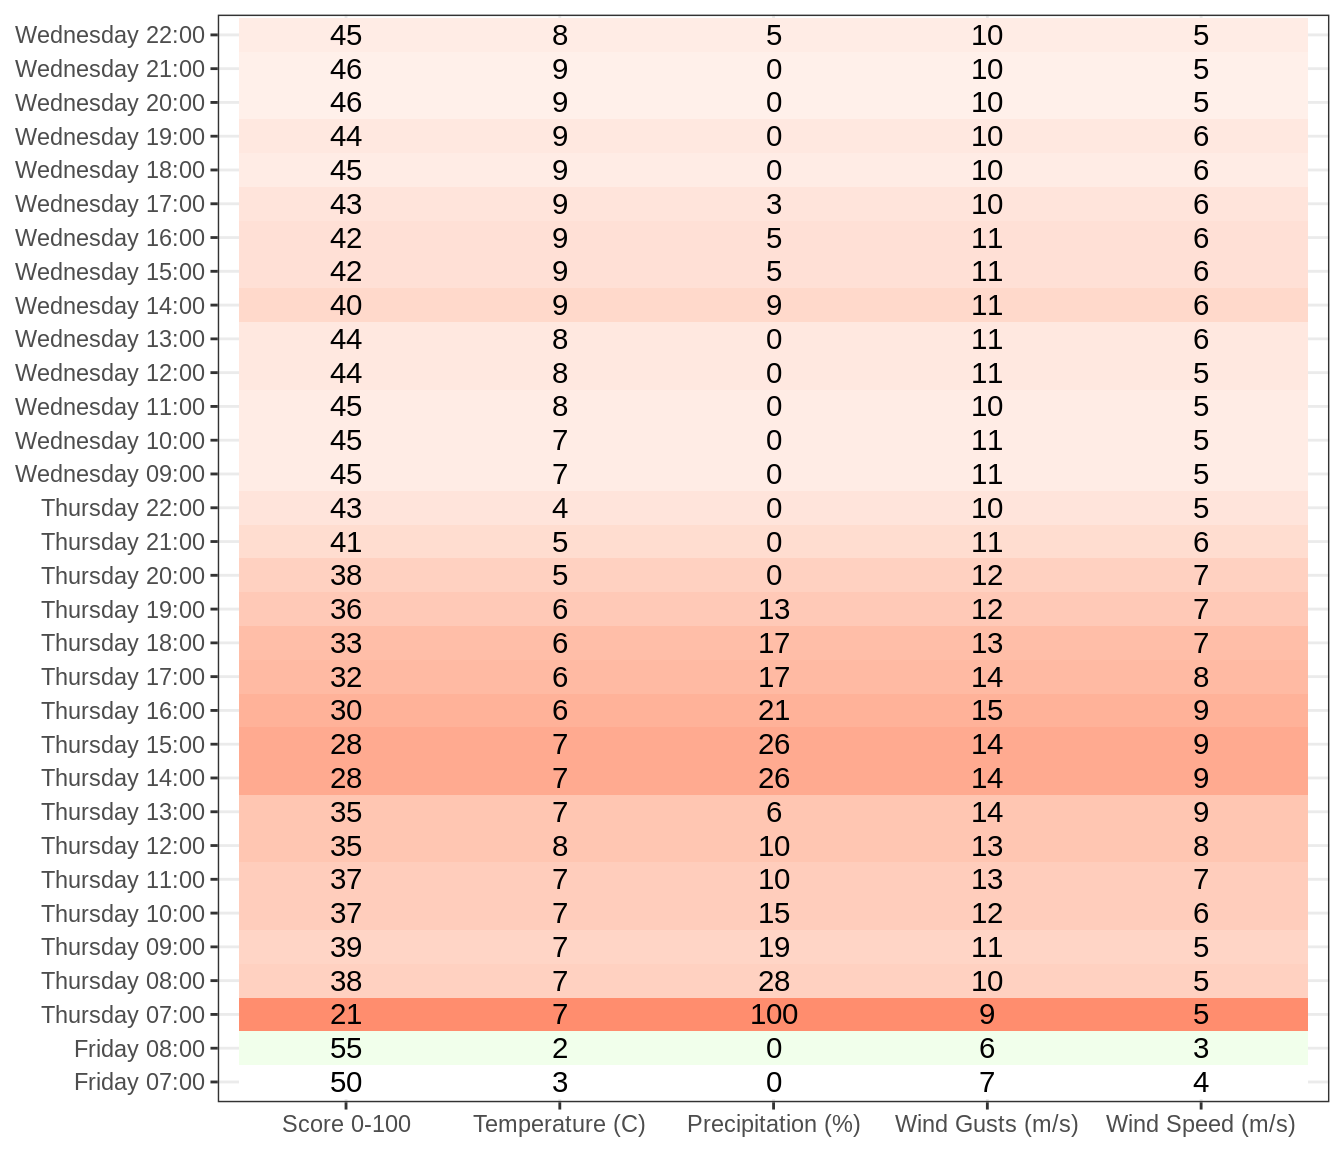 Wednesday 22:00 45 8 5 10 5
Wednesday 21:00 46 9 0 10 5
Wednesday 20:00 46 9 0 10 5
Wednesday 19:00 44 9 0 10 6
Wednesday 18:00 45 9 0 10 6
Wednesday 17:00 43 9 3 10 6
Wednesday 16:00 42 9 5 11 6
Wednesday 15:00 42 9 5 11 6
Wednesday 14:00 40 9 9 11 6
Wednesday 13:00 44 8 0 11 6
Wednesday 12:00 44 8 0 11 5
Wednesday 11:00 45 8 0 10 5
Wednesday 10:00 45 7 0 11 5
Wednesday 09:00 45 7 0 11 5
Thursday 22:00 43 4 0 10 5
Thursday 21:00 41 5 0 11 6
Thursday 20:00 38 5 0 12 7
Thursday 19:00 36 6 13 12 7
Thursday 18:00 33 6 17 13 7
Thursday 17:00 32 6 17 14 8
Thursday 16:00 30 6 21 15 9
Thursday 15:00 28 7 26 14 9
Thursday 14:00 28 7 26 14 9
Thursday 13:00 35 7 6 14 9
Thursday 12:00 35 8 10 13 8
Thursday 11:00 37 7 10 13 7
Thursday 10:00 37 7 15 12 6
Thursday 09:00 39 7 19 11 5
Thursday 08:00 38 7 28 10 5
Thursday 07:00 21 7 100 9 5
Friday 08:00 55 2 0 6 3
Friday 07:00 50 3 0 7 4
Score 0-100 Temperature (C) Precipitation (%) Wind Gusts (m/s) Wind Speed (m/s)